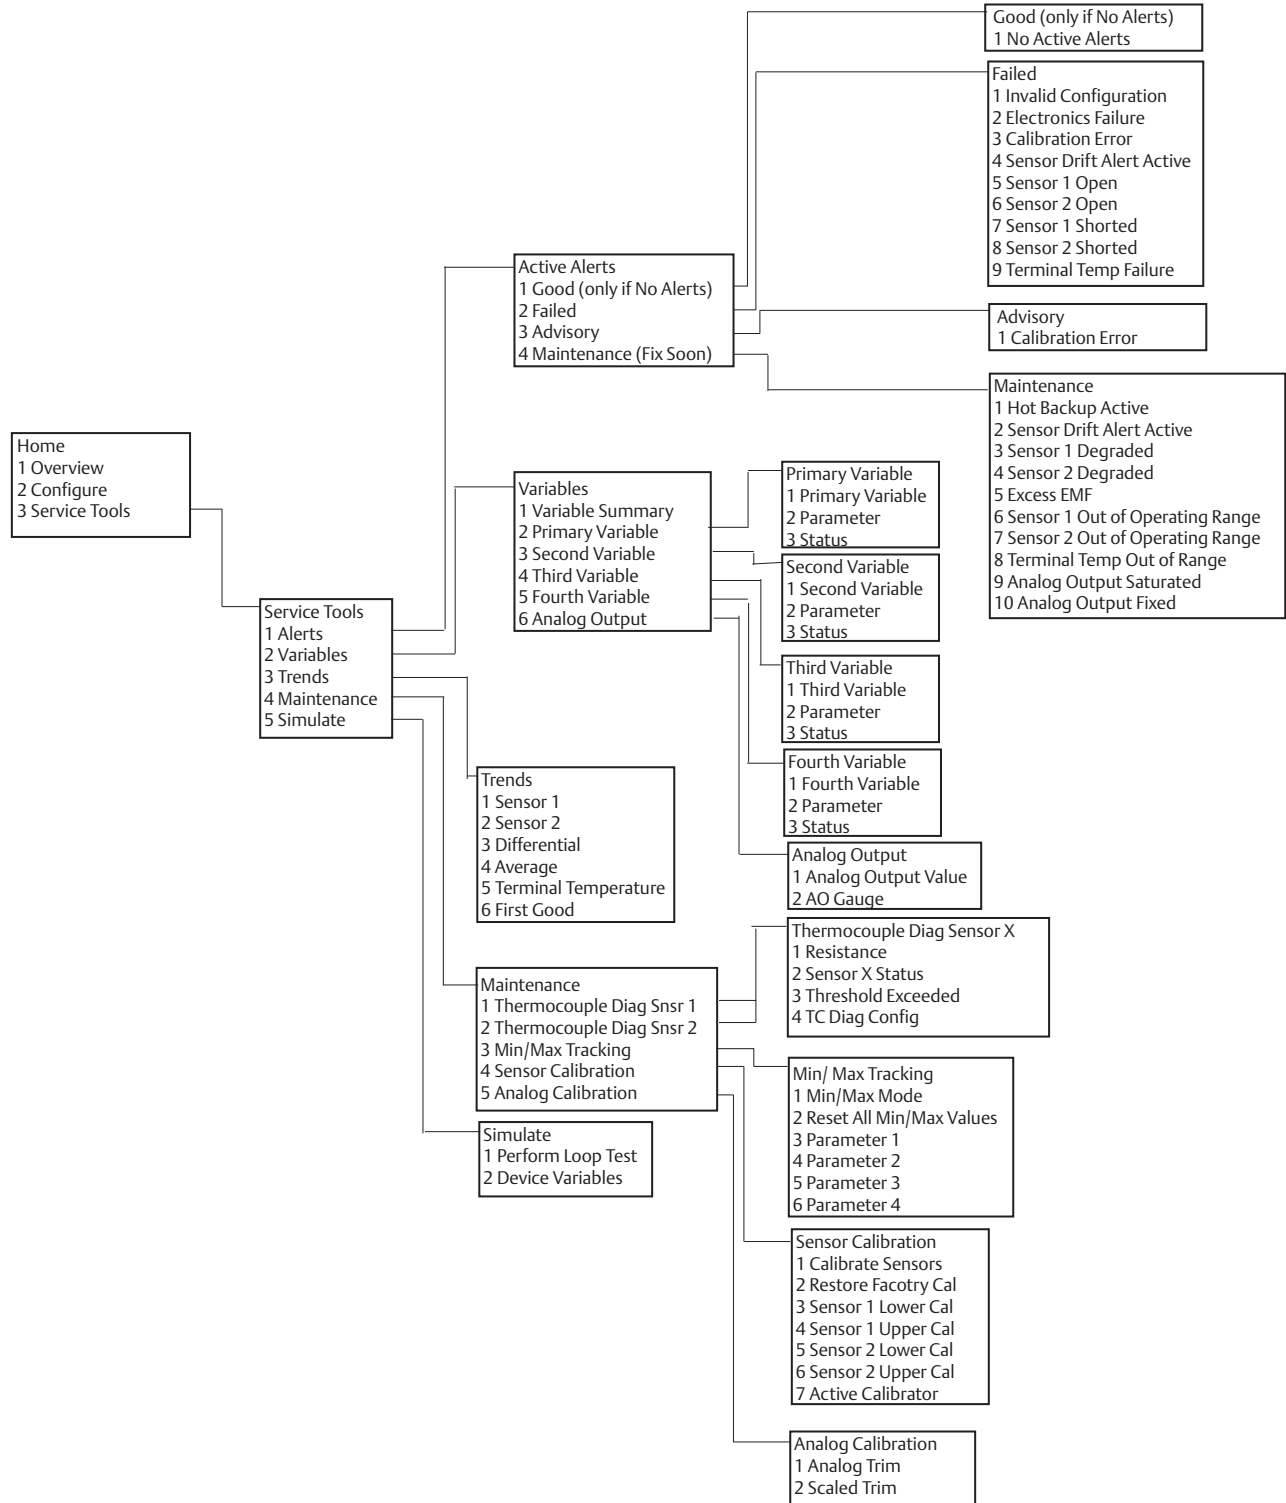 Good (only if No Alerts)
1 No Active Alerts
Failed
1 Invalid Configuration
2 Electronics Failure
3 Calibration Error
4 Sensor Drift Alert Active
5 Sensor 1 Open
6 Sensor 2 Open
7 Sensor 1 Shorted
8 Sensor 2 Shorted
9 Terminal Temp Failure
Active Alerts
1 Good (only if No Alerts)
2 Failed
3 Advisory
4 Maintenance (Fix Soon)
Advisory
1 Calibration Error
Maintenance
1 Hot Backup Active
2 Sensor Drift Alert Active
3 Sensor 1 Degraded
4 Sensor 2 Degraded
5 Excess EMF
6 Sensor 1 Out of Operating Range
7 Sensor 2 Out of Operating Range
8 Terminal Temp Out of Range
9 Analog Output Saturated
10 Analog Output Fixed
Home
1 Overview
2 Configure
3 Service Tools
Variables
1 Variable Summary
2 Primary Variable
3 Second Variable
4 Third Variable
5 Fourth Variable
6 Analog Output
Primary Variable
1 Primary Variable
2 Parameter
3 Status
Second Variable
1 Second Variable
2 Parameter
3 Status
Service Tools
1 Alerts
2 Variables
3 Trends
4 Maintenance
5 Simulate
Third Variable
1 Third Variable
2 Parameter
3 Status
Fourth Variable
1 Fourth Variable
2 Parameter
3 Status
Trends
1 Sensor 1
2 Sensor 2
3 Differential
4 Average
5 Terminal Temperature
6 First Good
Analog Output
1 Analog Output Value
2 AO Gauge
Thermocouple Diag Sensor X
1 Resistance
2 Sensor X Status
3 Threshold Exceeded
4 TC Diag Config
Maintenance
1 Thermocouple Diag Snsr 1
2 Thermocouple Diag Snsr 2
3 Min/Max Tracking
4 Sensor Calibration
5 Analog Calibration
Min/ Max Tracking
1 Min/Max Mode
2 Reset All Min/Max Values
3 Parameter 1
4 Parameter 2
5 Parameter 3
6 Parameter 4
Simulate
1 Perform Loop Test
2 Device Variables
Sensor Calibration
1 Calibrate Sensors
2 Restore Facotry Cal
3 Sensor 1 Lower Cal
4 Sensor 1 Upper Cal
5 Sensor 2 Lower Cal
6 Sensor 2 Upper Cal
7 Active Calibrator
Analog Calibration
1 Analog Trim
2 Scaled Trim